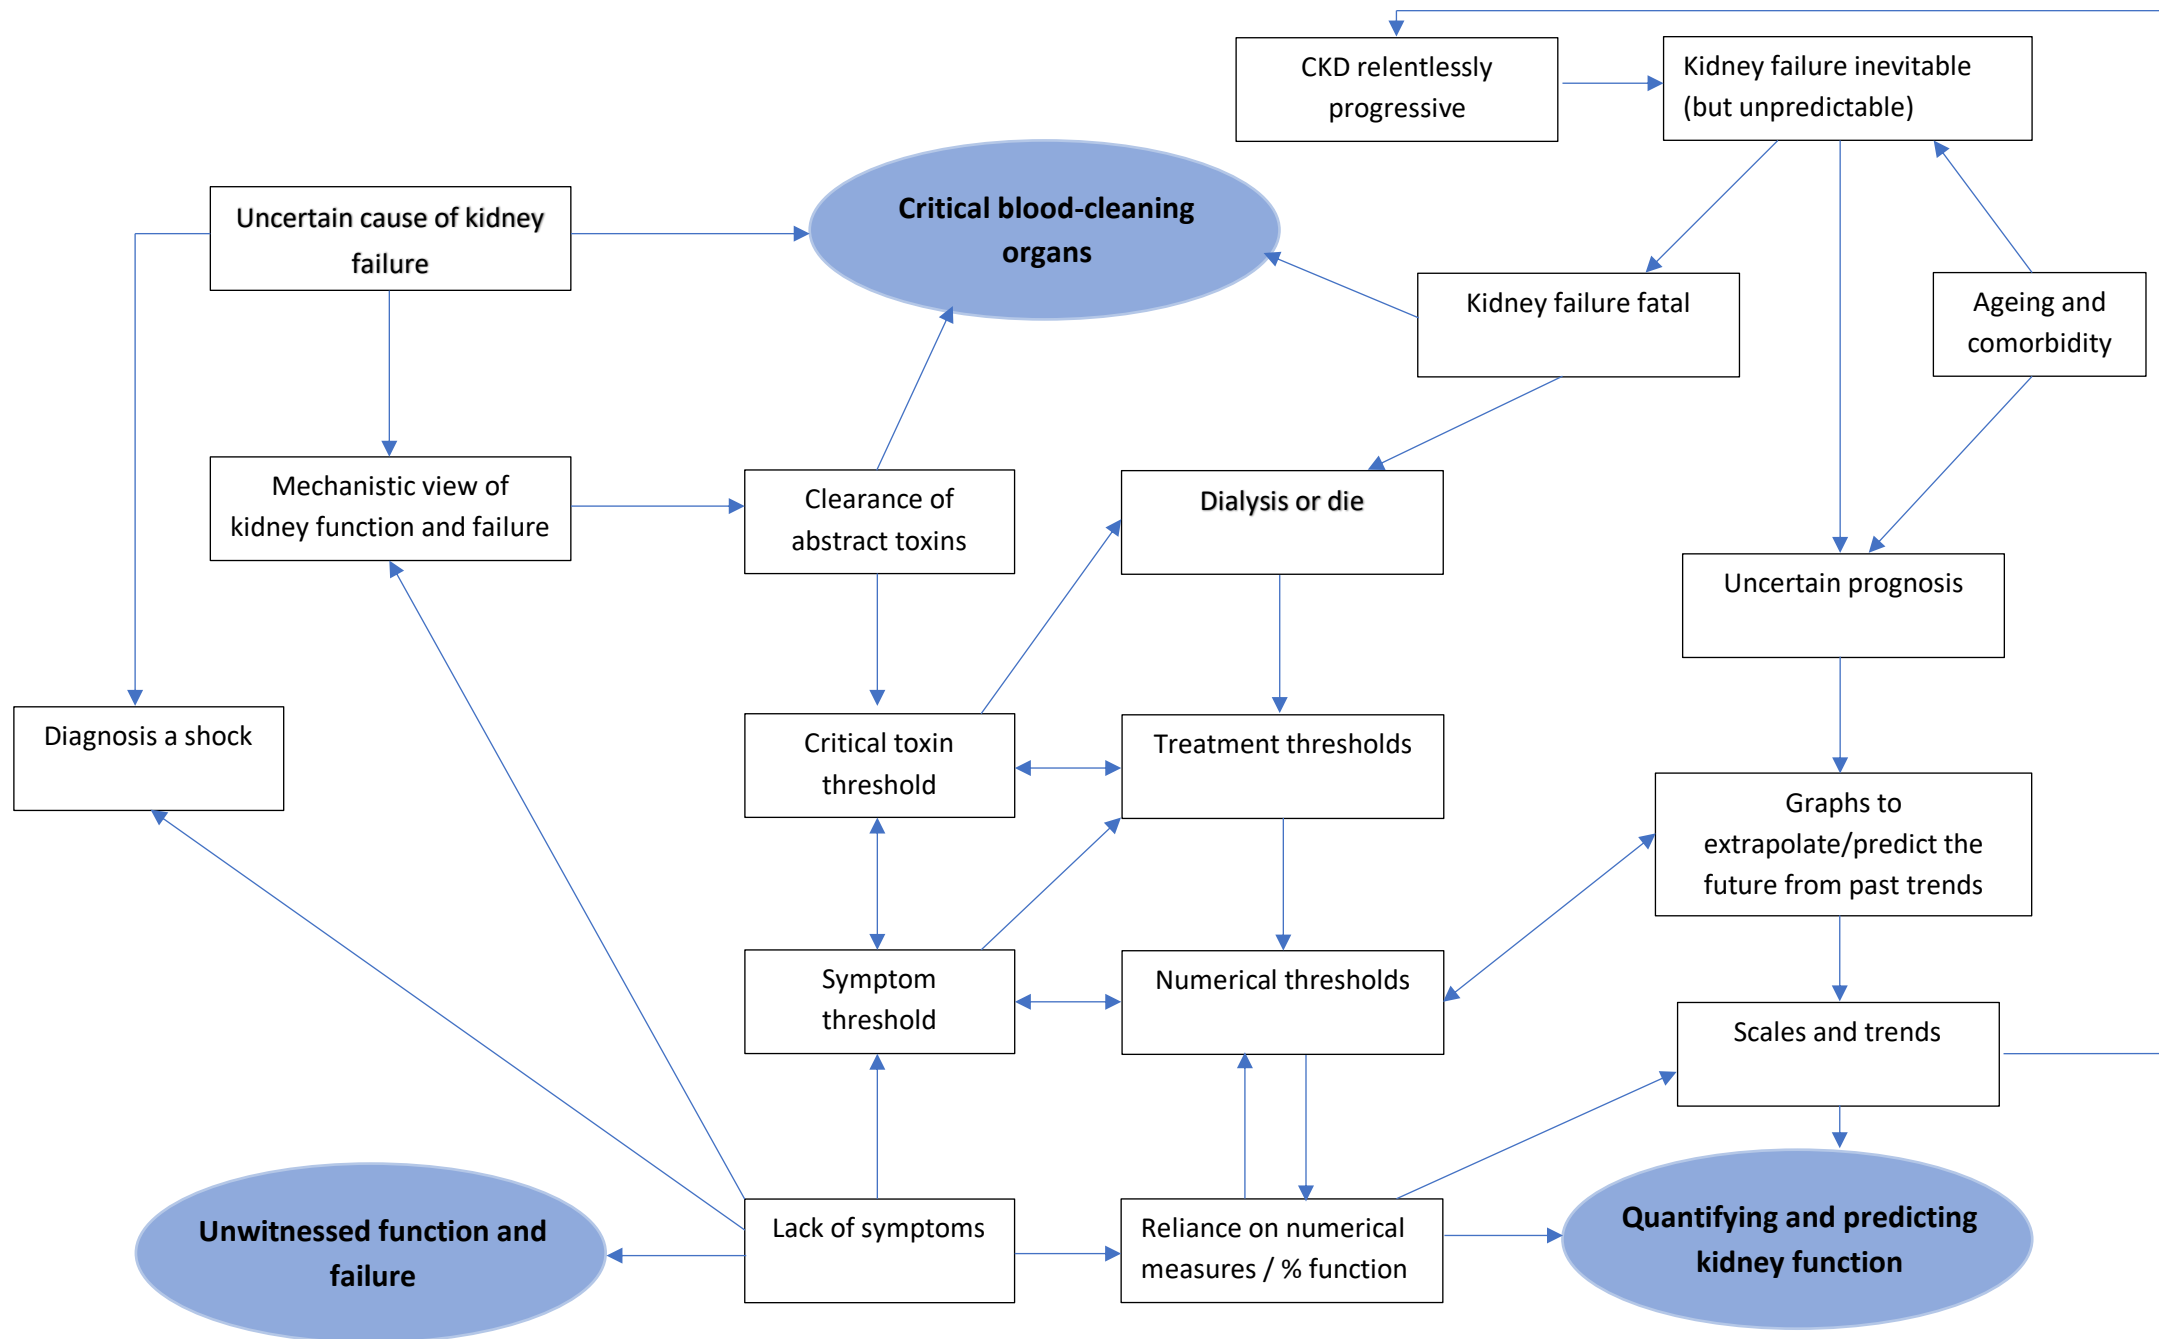 CKD relentlessly
progressive
Kidney failure inevitable
(but unpredictable)
Critical blood-cleaning
organs
Uncertain cause of kidney
failure
Kidney failure fatal
Ageing and
comorbidity
Mechanistic view of
kidney function and failure
Clearance of
abstract toxins
Dialysis or die
Uncertain prognosis
Diagnosis a shock
Critical toxin
threshold
Treatment thresholds
Graphs to
extrapolate/predict the
future from past trends
Symptom
threshold
Numerical thresholds
Scales and trends
Unwitnessed function and
failure
Lack of symptoms
Reliance on numerical
measures / % function
Quantifying and predicting
kidney function